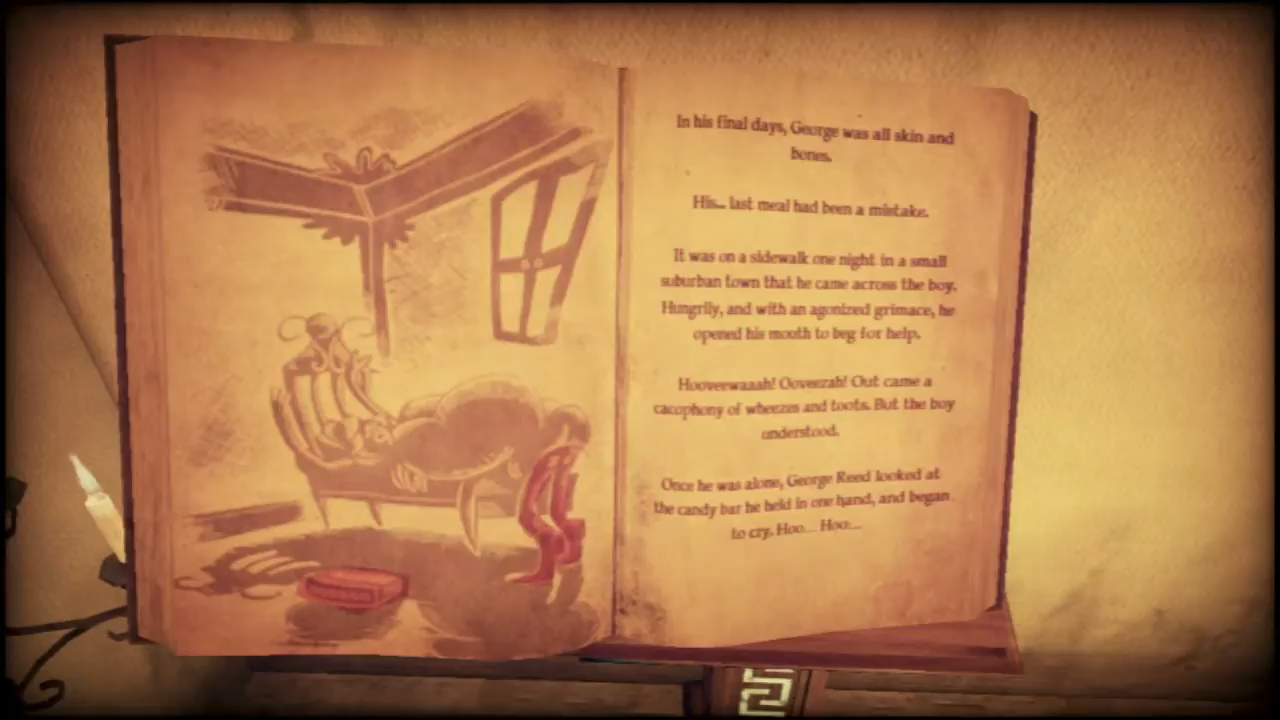 In his final days, George was all skin and
bones.
His... last meal had been a mistake.
It was on a sidewalk one night in a small
suburban town that he came across the boy.
Hungrily, and with an agonized grimace, he
opened his mouth to beg for help.
Hooverwaaah! Ooveerah! Out came a
cacophony of wheezes and toots. But the boy
understood.
Once he was alone, George Reed looked at
the candy bar he held in one hand, and began
to cry. Hoo... Hoo...